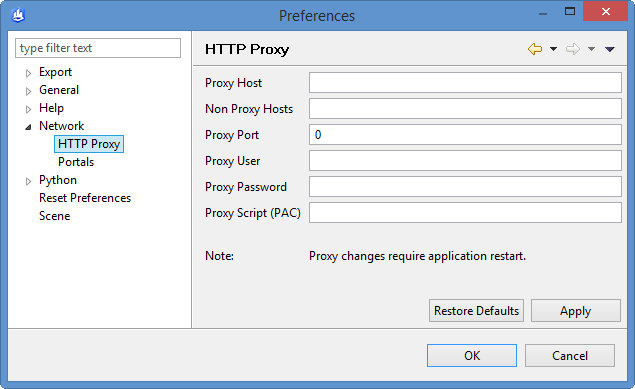 Preferences
type filter text
Export
General
Help
Network
HTTP Proxy
Portals
Python
Reset Preferences
Scene
HTTP Proxy
Proxy Host
Non Proxy Hosts
Proxy Port 0
Proxy User
Proxy Password
Proxy Script (PAC)
Note: Proxy changes require application restart.
Restore Defaults Apply
OK Cancel